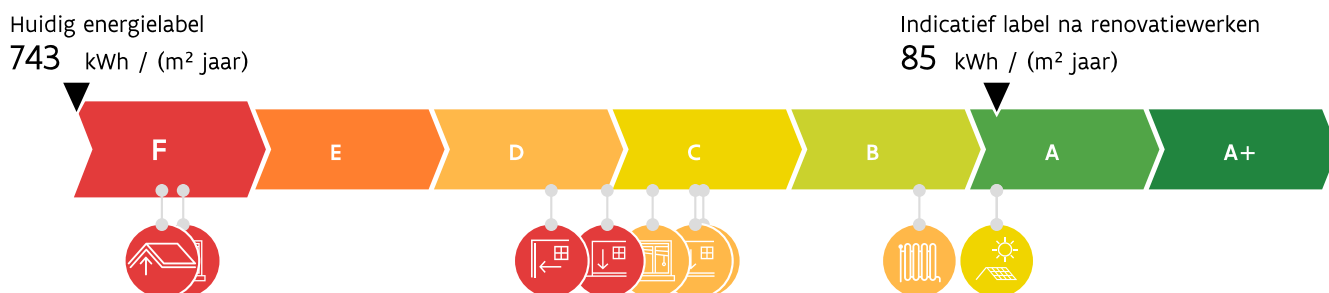 Huidig energielabel
743 kWh / (m² jaar)
Indicatief label na renovatiewerken
85 kWh / (m² jaar)
F E D C B A A+